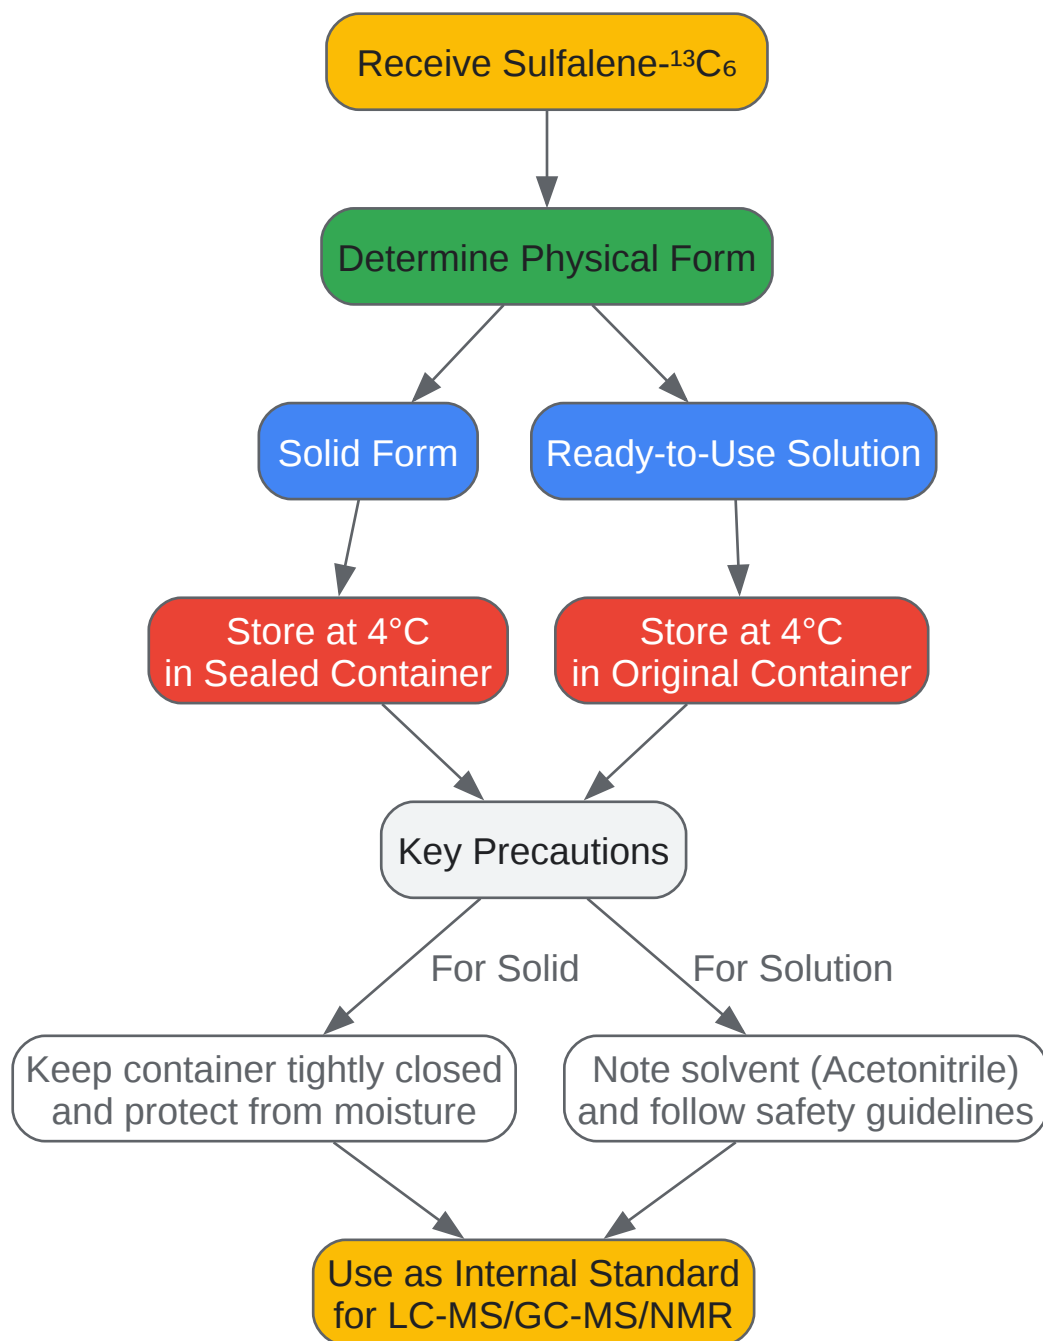 Receive Sulfalene-¹³C₆
Determine Physical Form
Solid Form
Ready-to-Use Solution
Store at 4°C
in Sealed Container
Store at 4°C
in Original Container
Key Precautions
For Solid
For Solution
Keep container tightly closed
and protect from moisture
Note solvent (Acetonitrile)
and follow safety guidelines
Use as Internal Standard
for LC-MS/GC-MS/NMR